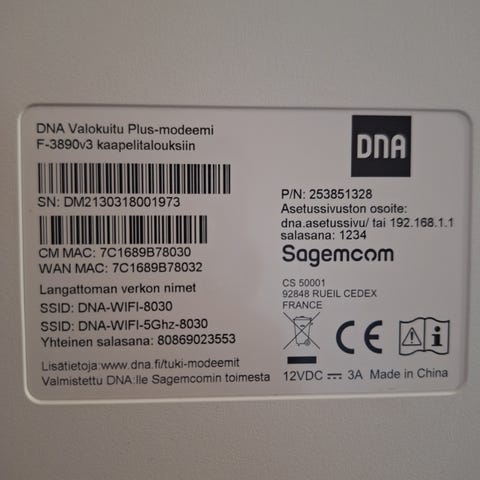 DNA Valokuitu Plus-modeemi
F-3890v3 kaapelitalouksiin
SN: DM2130318001973
CM MAC: 7C1689B78030
WAN MAC: 7C1689B78032
Langattoman verkon nimet
SSID: DNA-WIFI-8030
SSID: DNA-WIFI-5Ghz-8030
Yhteinen salasana: 80869023553
Lisätietoja:www.dna.fi/tuki-modeemit
Valmistettu DNA:lle Sagemcomin toimesta
DNA
P/N: 253851328
Asetussivuston osoite:
dna.asetussivu/ tai 192.168.1.1
salasana: 1234
Sagemcom
CS 50001
92848 RUEIL CEDEX
FRANCE
CE
12VDC 3A Made in China